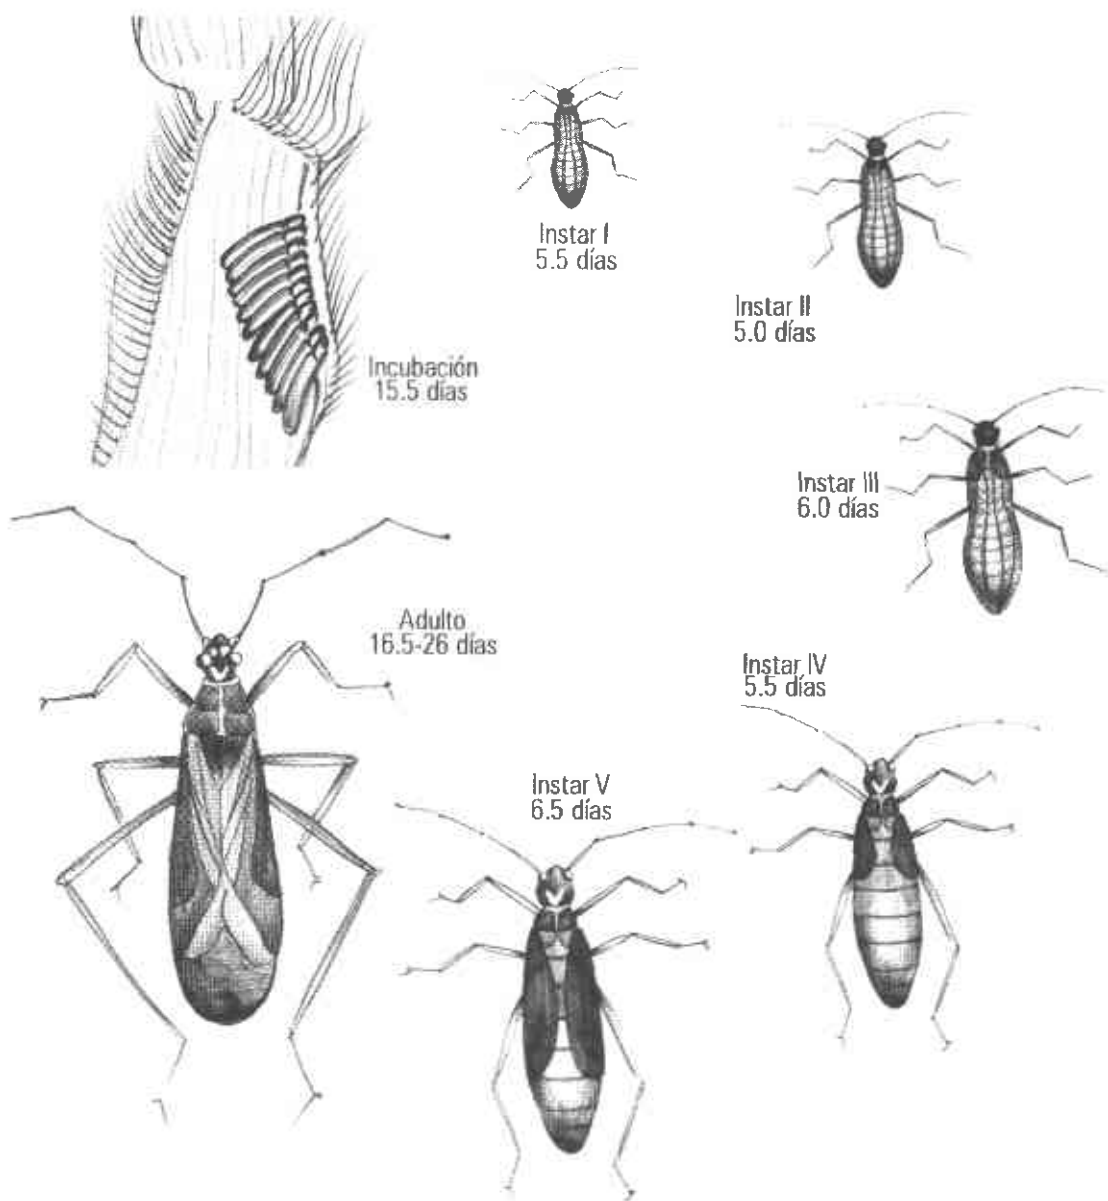 Instar I
5.5 días
Instar II
5.0 días
Incubación
15.5 días
Instar III
6.0 días
Adulto
16.5-26 días
Instar IV
5.5 días
Instar V
6.5 días